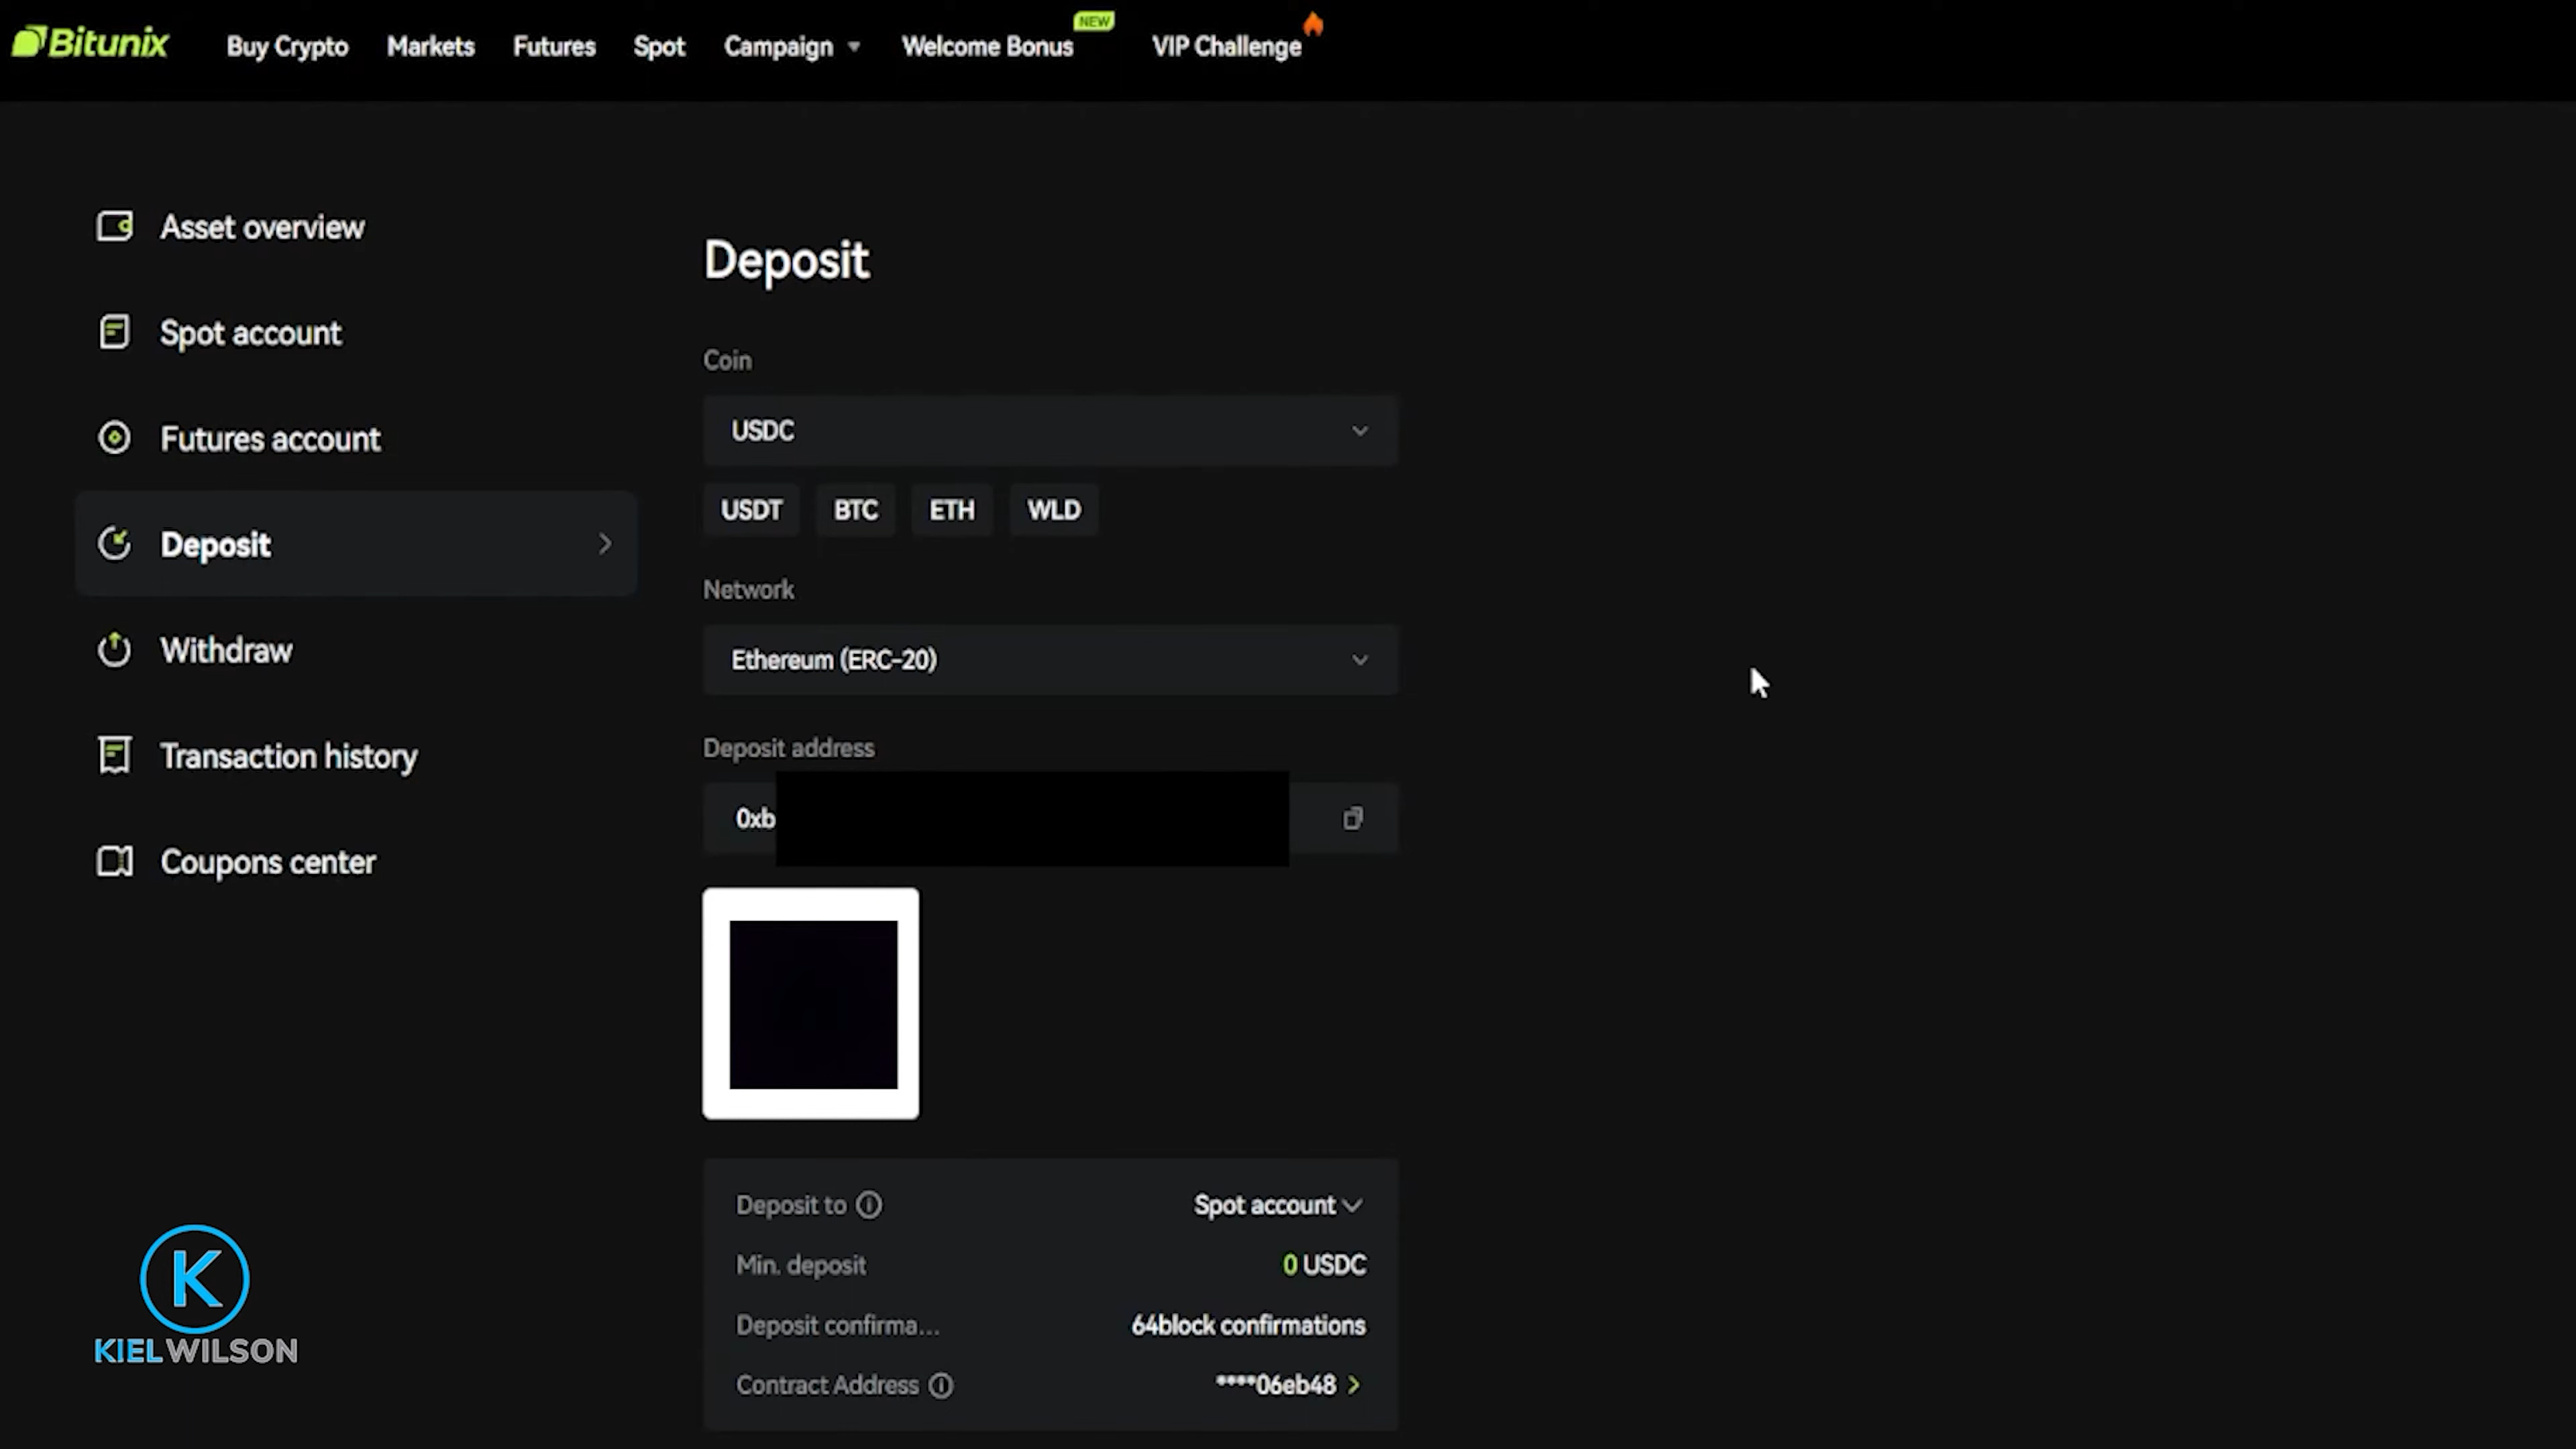 Bitunix
Buy Crypto
Markets
Futures
Spot
Campaign
Welcome Bonus
NEW
VIP Challenge
Asset overview
Spot account
Futures account
Deposit
Withdraw
Transaction history
Coupons center
Deposit
Coin
USDC
USDT BTC ETH WLD
Network
Ethereum (ERC-20)
Deposit address
0xb
Deposit to Spot account
Min. deposit 0 USDC
Deposit confirma... 64block confirmations
Contract Address ****06eb48
K
KIELWILSON